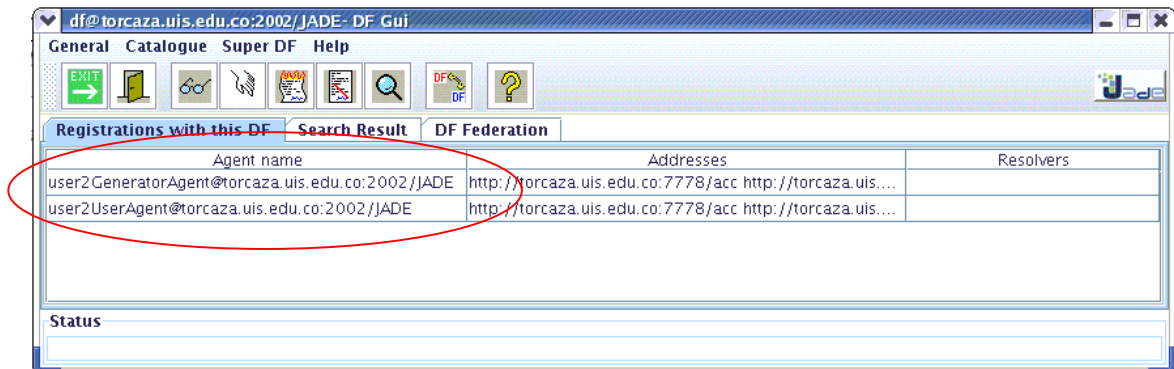 df@torcaza.uis.edu.co:2002/JADE- DF Gui
General Catalogue Super DF Help
EXIT DF DF ? Jade
Registrations with this DF Search Result DF Federation
Agent name Addresses Resolvers
user2GeneratorAgent@torcaza.uis.edu.co:2002/JADE http://torcaza.uis.edu.co:7778/acc http://torcaza.uis....
user2UserAgent@torcaza.uis.edu.co:2002/JADE http://torcaza.uis.edu.co:7778/acc http://torcaza.uis....
Status